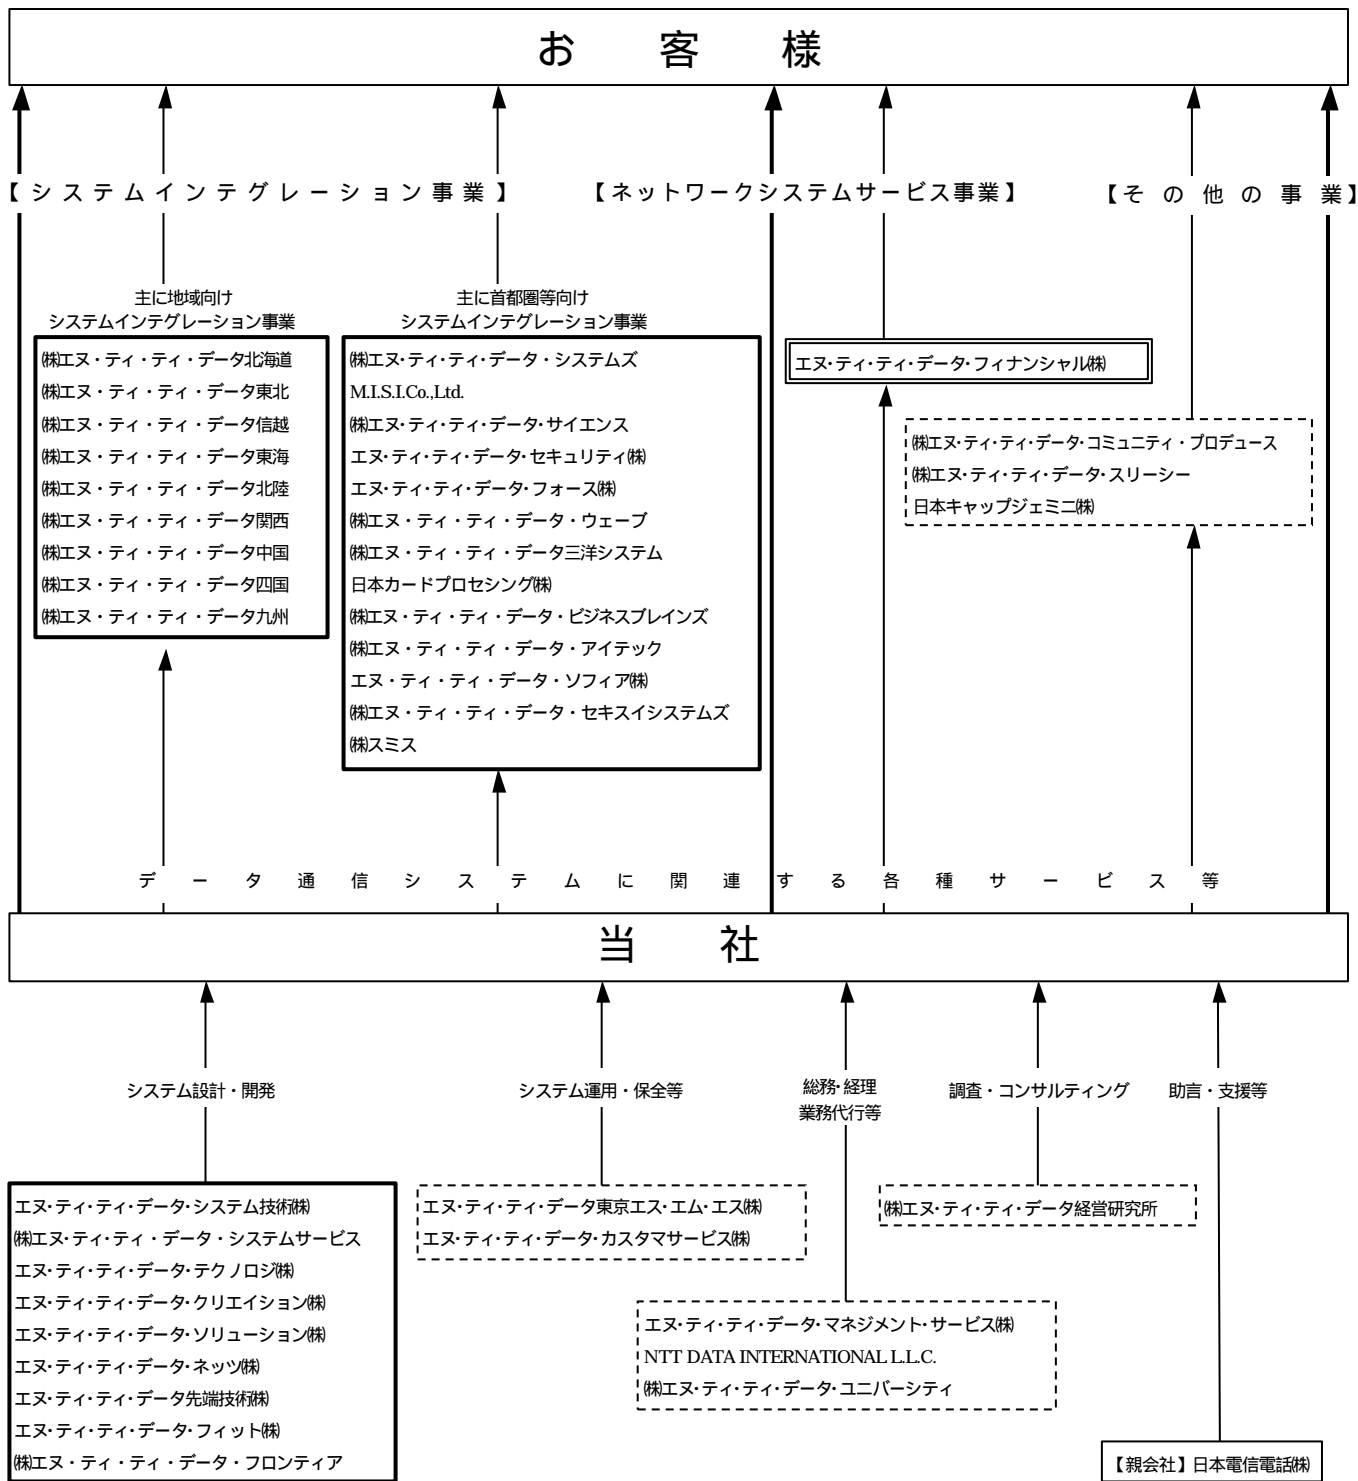 お客様
【システムインテグレーション事業】
【ネットワークシステムサービス事業】
【その他の事業】
主に地域向け
システムインテグレーション事業
㈱エヌ・ティ・ティ・データ北海道
㈱エヌ・ティ・ティ・データ東北
㈱エヌ・ティ・ティ・データ信越
㈱エヌ・ティ・ティ・データ東海
㈱エヌ・ティ・ティ・データ北陸
㈱エヌ・ティ・ティ・データ関西
㈱エヌ・ティ・ティ・データ中国
㈱エヌ・ティ・ティ・データ四国
㈱エヌ・ティ・ティ・データ九州
主に首都圏等向け
システムインテグレーション事業
㈱エヌ・ティ・ティ・データ・システムズ
M.I.S.I.Co.,Ltd.
㈱エヌ・ティ・ティ・データ・サイエンス
エヌ・ティ・ティ・データ・セキュリティ㈱
エヌ・ティ・ティ・データ・フォース㈱
㈱エヌ・ティ・ティ・データ・ウェーブ
㈱エヌ・ティ・ティ・データ三洋システム
日本カードプロセシング㈱
㈱エヌ・ティ・ティ・データ・ビジネスブレインズ
㈱エヌ・ティ・ティ・データ・アイテック
エヌ・ティ・ティ・データ・ソフィア㈱
㈱エヌ・ティ・ティ・データ・セキスイシステムズ
㈱スミス
エヌ・ティ・ティ・データ・フィナンシャル㈱
㈱エヌ・ティ・ティ・データ・コミュニティ・プロデュース
㈱エヌ・ティ・ティ・データ・スリーシー
日本キャップジェミニ㈱
データ通信システムに関連する各種サービス等
当社
システム設計・開発
システム運用・保全等
総務・経理
業務代行等
調査・コンサルティング
助言・支援等
エヌ・ティ・ティ・データ・システム技術㈱
㈱エヌ・ティ・ティ・データ・システムサービス
エヌ・ティ・ティ・データ・テクノロジ㈱
エヌ・ティ・ティ・データ・クリエイション㈱
エヌ・ティ・ティ・データ・ソリューション㈱
エヌ・ティ・ティ・データ・ネッツ㈱
エヌ・ティ・ティ・データ先端技術㈱
エヌ・ティ・ティ・データ・フィット㈱
㈱エヌ・ティ・ティ・データ・フロンティア
エヌ・ティ・ティ・データ東京エス・エム・エス㈱
エヌ・ティ・ティ・データ・カスタマサービス㈱
エヌ・ティ・ティ・データ・マネジメント・サービス㈱
NTT DATA INTERNATIONAL L.L.C.
㈱エヌ・ティ・ティ・データ・ユニバーシティ
㈱エヌ・ティ・ティ・データ経営研究所
【親会社】日本電信電話㈱